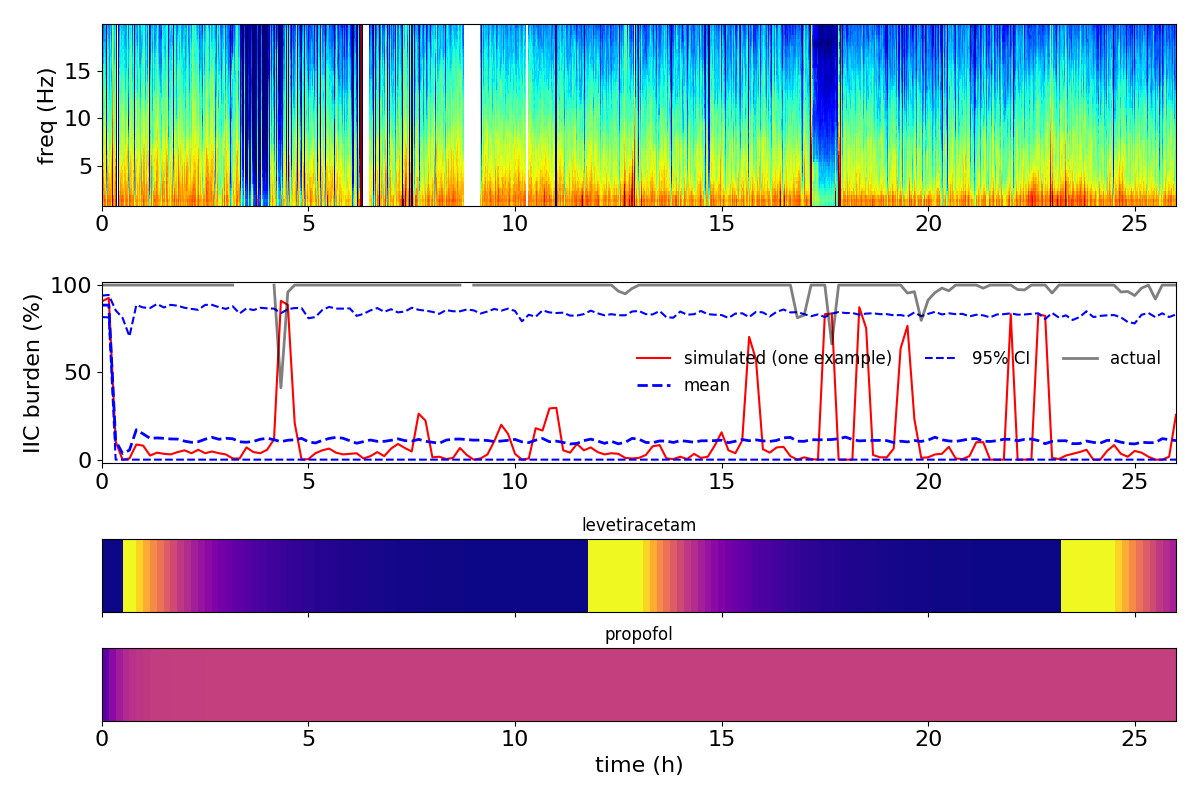 freq (Hz)
15
10
5
0 5 10 15 20 25
IIC burden (%)
100
50
0
simulated (one example) 95% CI actual
mean
0 5 10 15 20 25
levetiracetam
propofol
0 5 10 15 20 25
time (h)